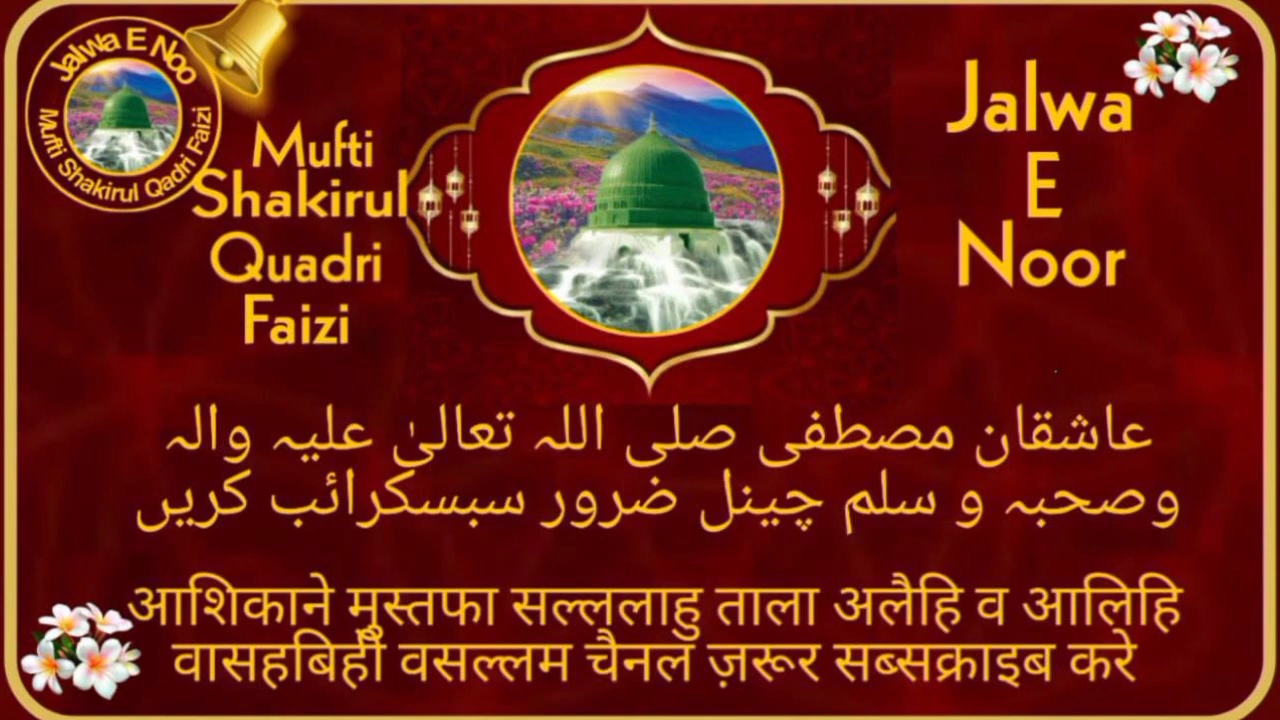 Jalwa E Noo
Mufti Shakirul Qadri Faizi
Mufti
Shakirul
Quadri
Faizi
Jalwa
E
Noor
عاشقان مصطفی صلی اللہ تعالیٰ علیہ والہ
وصحبہ و سلم چینل ضرور سبسکرائب کریں
आशिकाने मुस्तफा सल्ललाहु ताला अलैहि व आलिहि
वासहबिही वसल्लम चैनल ज़रूर सब्सक्राइब करे